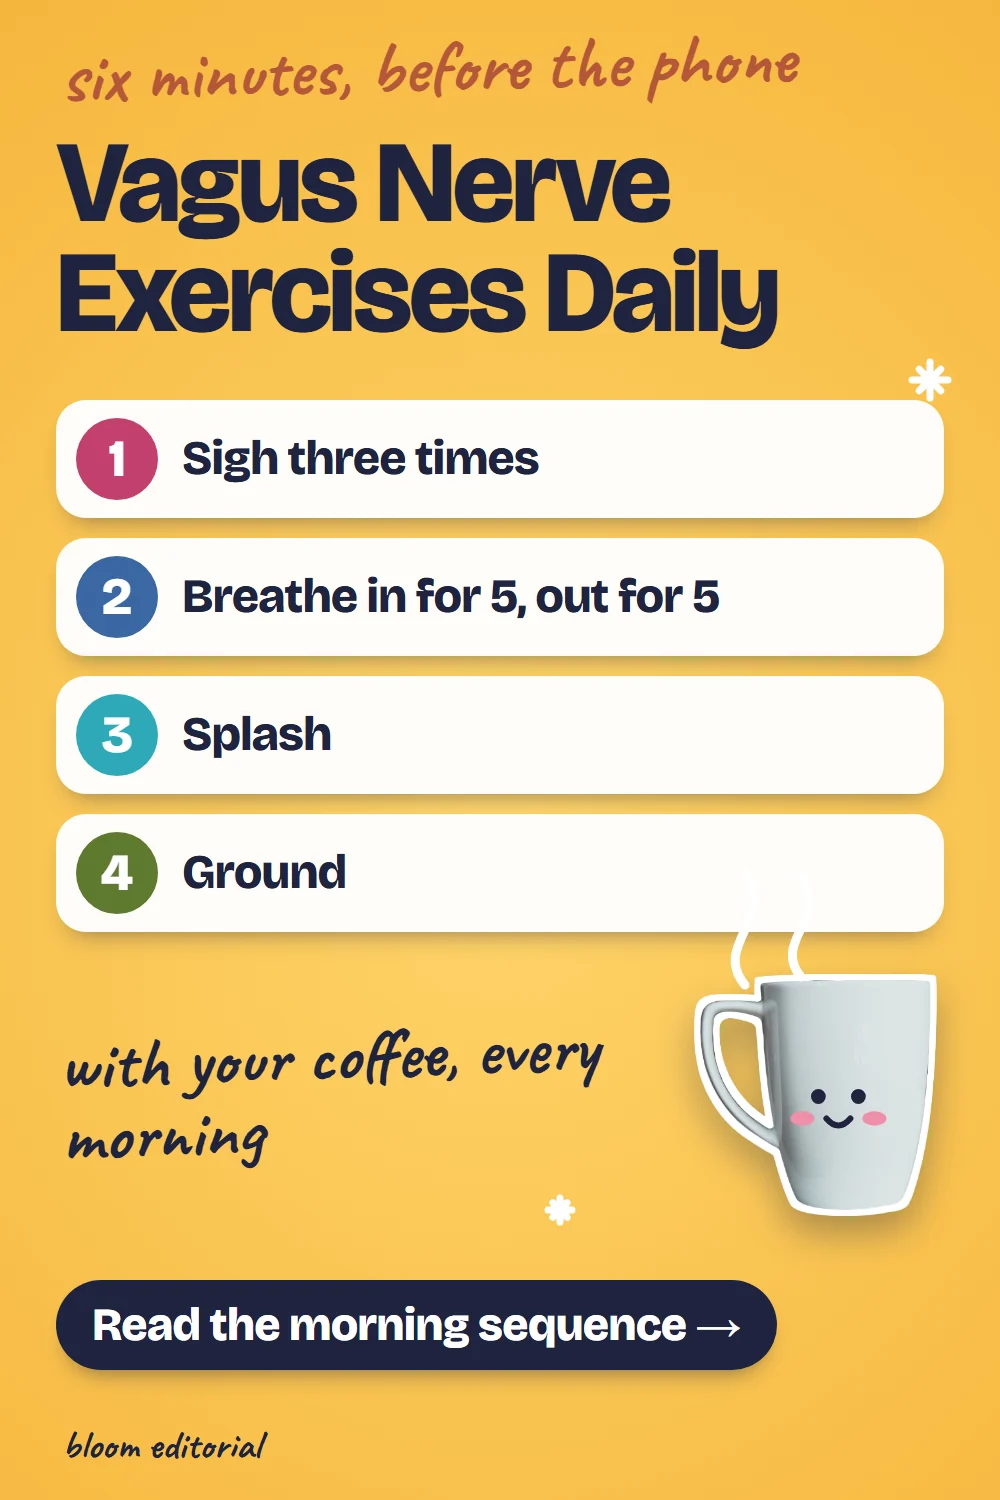 six minutes, before the phone
Vagus Nerve
Exercises Daily
1 Sigh three times
2 Breathe in for 5, out for 5
3 Splash
4 Ground
with your coffee, every
morning
Read the morning sequence →
bloom editorial